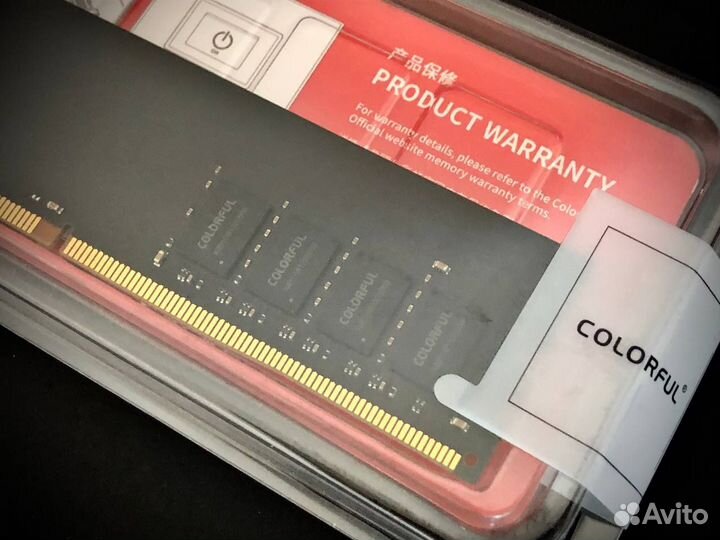 产品保修
PRODUCT WARRANTY
For warranty details, please refer to the Colo
Official website memory warranty terms.
COLORFUL
COLORFUL
COLORFUL
COLORFUL
COLORFUL®
Avito